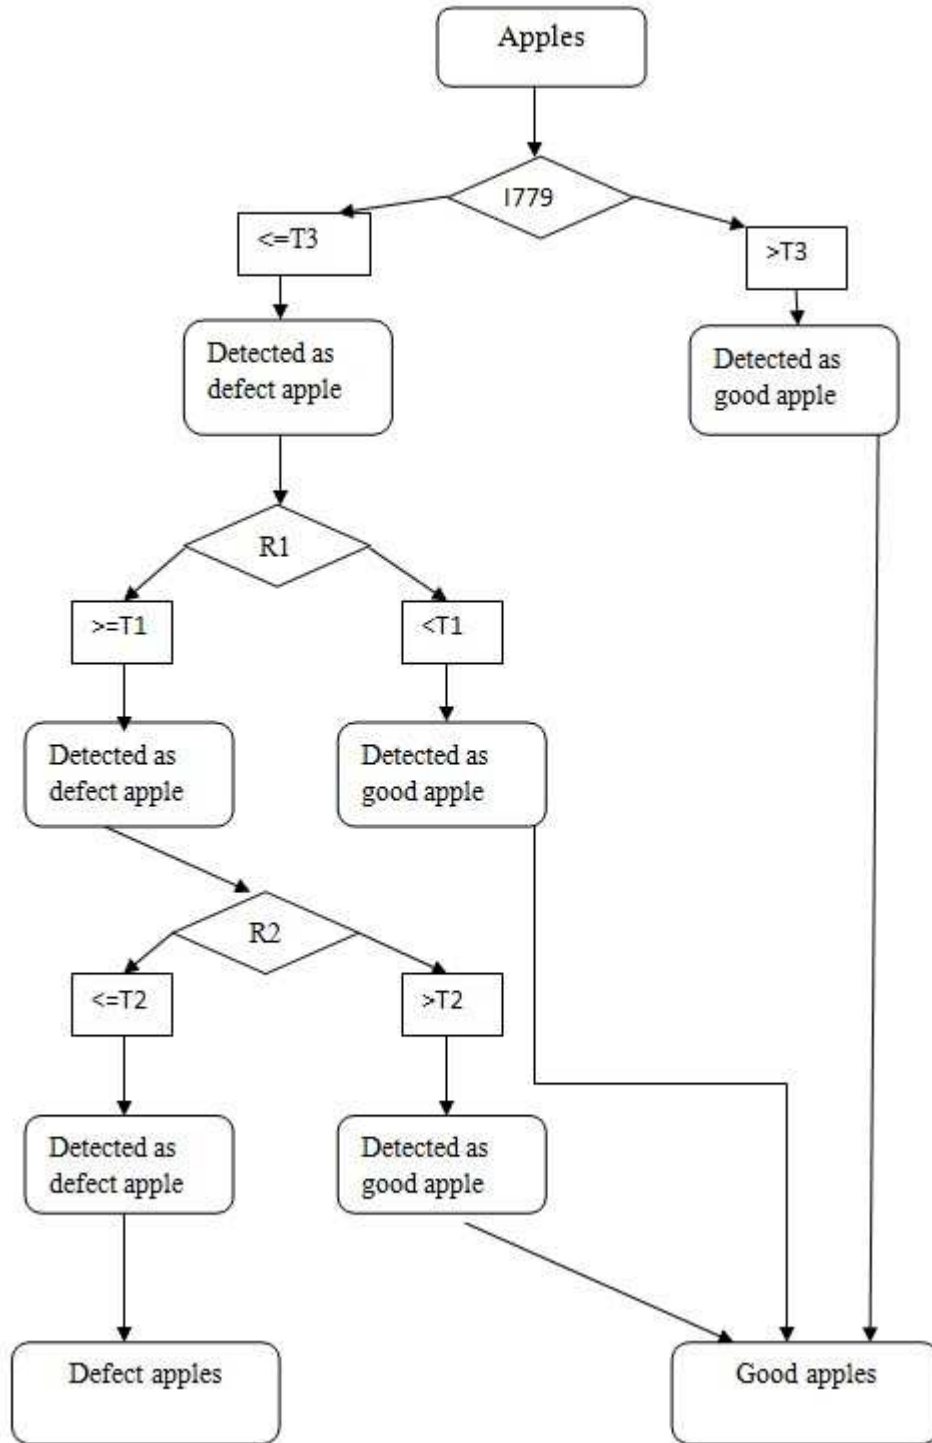 Apples
I779
<=T3
>T3
Detected as
defect apple
Detected as
good apple
R1
>=T1
<T1
Detected as
defect apple
Detected as
good apple
R2
<=T2
>T2
Detected as
defect apple
Detected as
good apple
Defect apples
Good apples